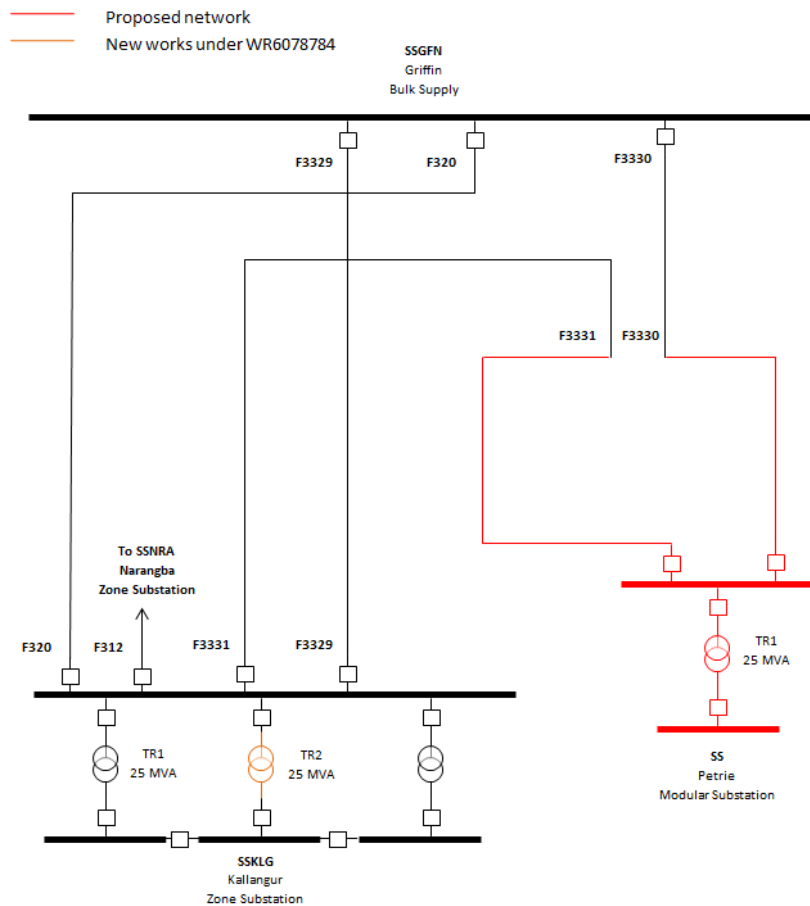 Proposed network
New works under WR6078784
SSGFN
Griffin
Bulk Supply
F3329
F320
F3330
F3331
F3330
To SSNRA
Narangba
Zone Substation
F320
F312
F3331
F3329
TR1
25 MVA
TR1
25 MVA
TR2
25 MVA
SS
Petrie
Modular Substation
SSKLG
Kallangur
Zone Substation